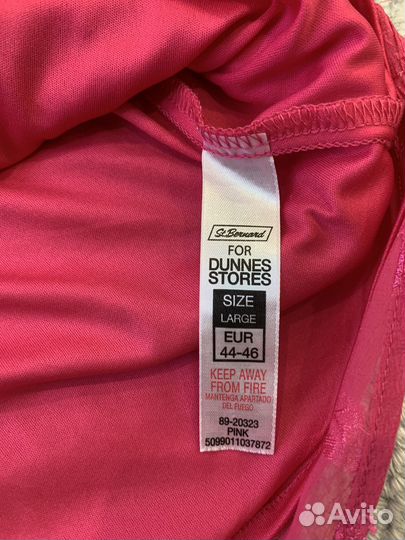 St. Bernard
FOR
DUNNES
STORES
SIZE
LARGE
EUR
44-46
KEEP AWAY
FROM FIRE
MANTENGA APARTADO
DEL FUEGO
89-20323
PINK
5099011037872
Avito